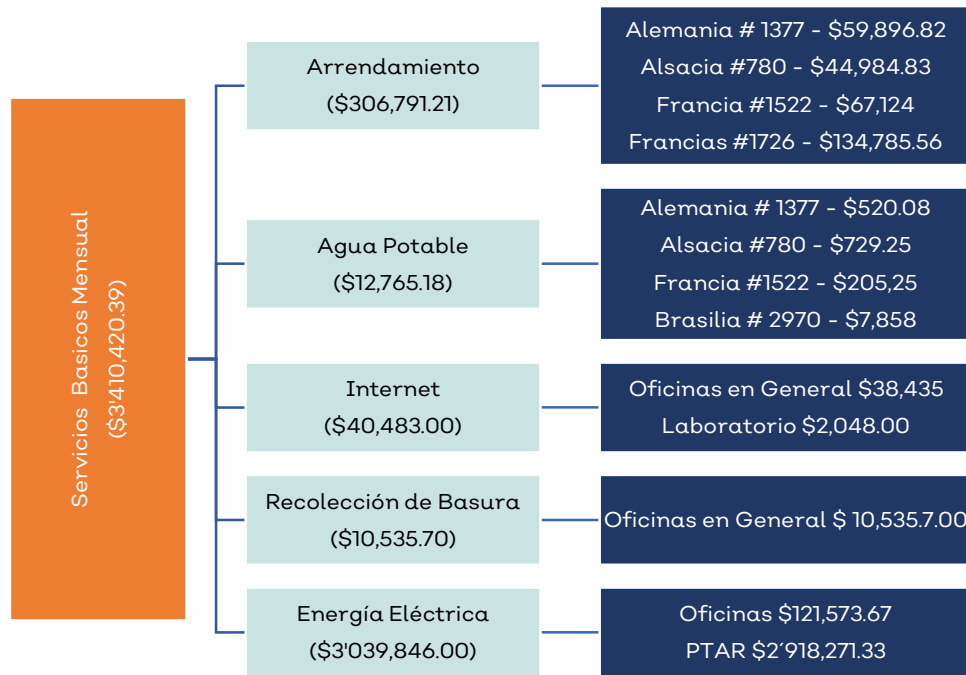 Servicios Basicos Mensual
($3'410,420.39)
Arrendamiento
($306,791.21)
Alemania # 1377 - $59,896.82
Alsacia #780 - $44,984.83
Francia #1522 - $67,124
Francias #1726 - $134,785.56
Agua Potable
($12,765.18)
Alemania # 1377 - $520.08
Alsacia #780 - $729.25
Francia #1522 - $205,25
Brasilia # 2970 - $7,858
Internet
($40,483.00)
Oficinas en General $38,435
Laboratorio $2,048.00
Recolección de Basura
($10,535.70)
Oficinas en General $ 10,535.7.00
Energía Eléctrica
($3'039,846.00)
Oficinas $121,573.67
PTAR $2´918,271.33